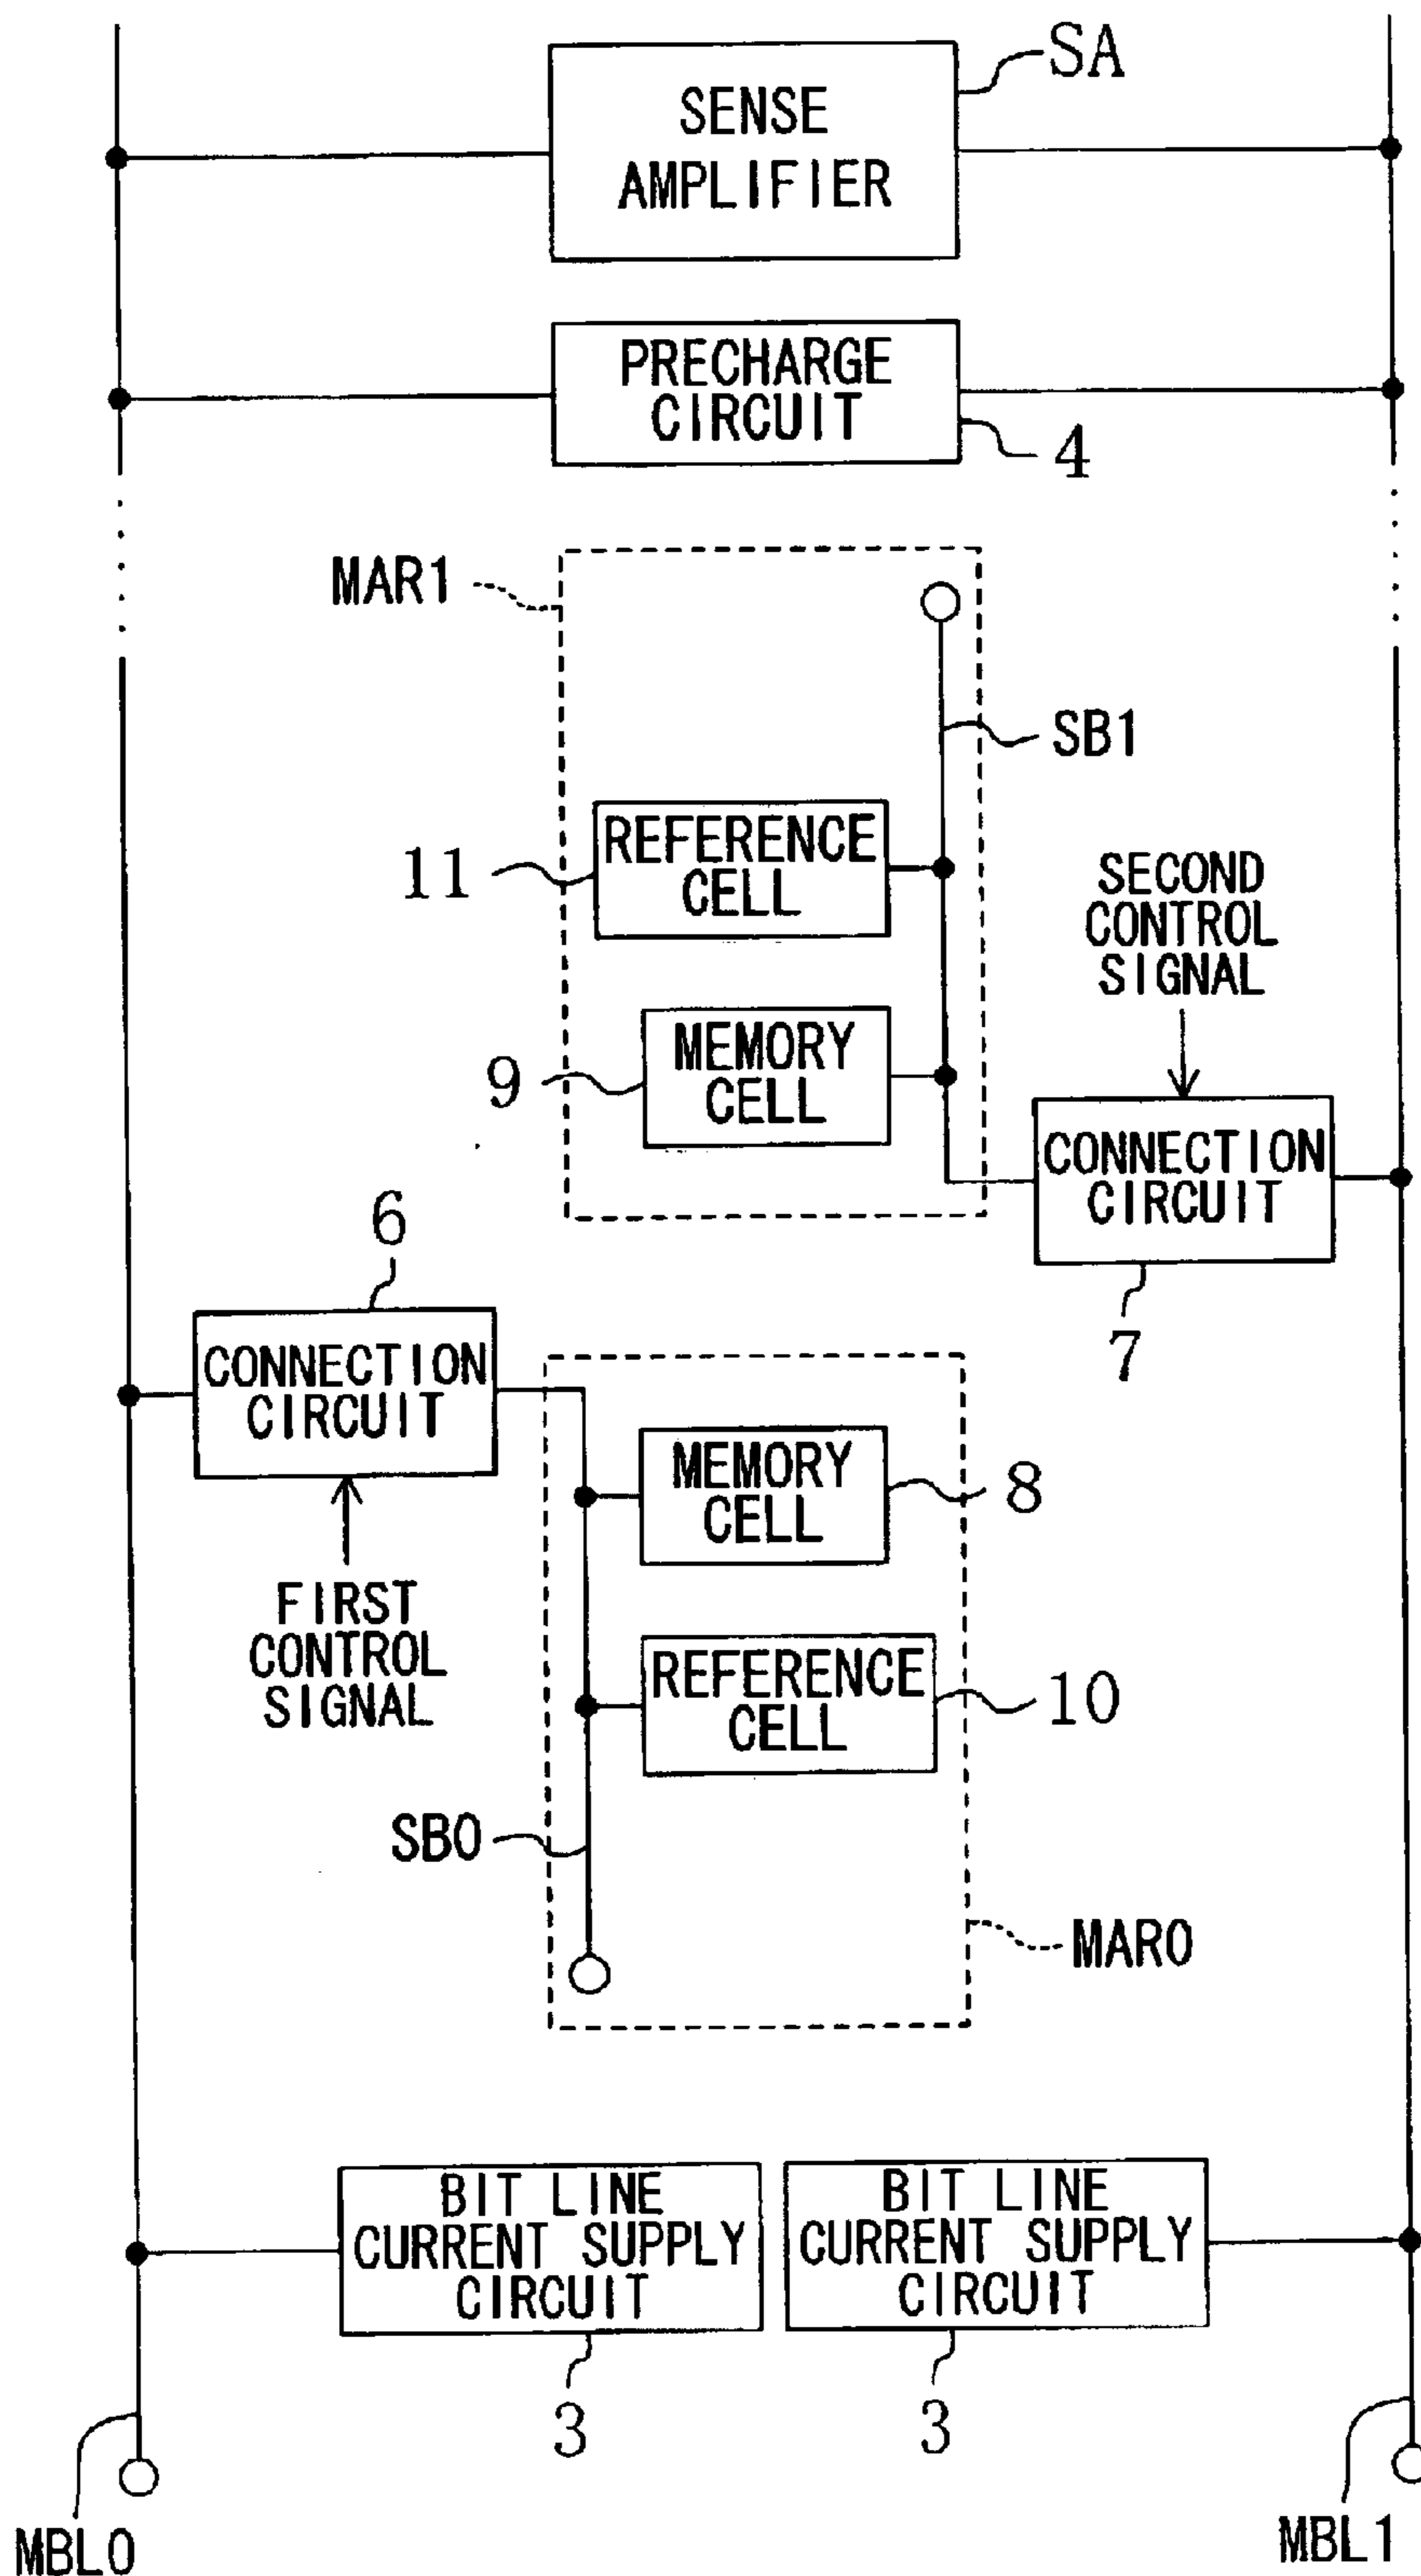 SA
SENSE
AMPLIFIER
PRECHARGE
CIRCUIT
4
MAR1
SB1
REFERENCE
CELL
11
SECOND
CONTROL
SIGNAL
MEMORY
CELL
9
CONNECTION
CIRCUIT
7
6
CONNECTION
CIRCUIT
MEMORY
CELL
8
FIRST
CONTROL
SIGNAL
REFERENCE
CELL
10
SB0
MAR0
BIT LINE
CURRENT SUPPLY
CIRCUIT
BIT LINE
CURRENT SUPPLY
CIRCUIT
3
3
MBL0
MBL1